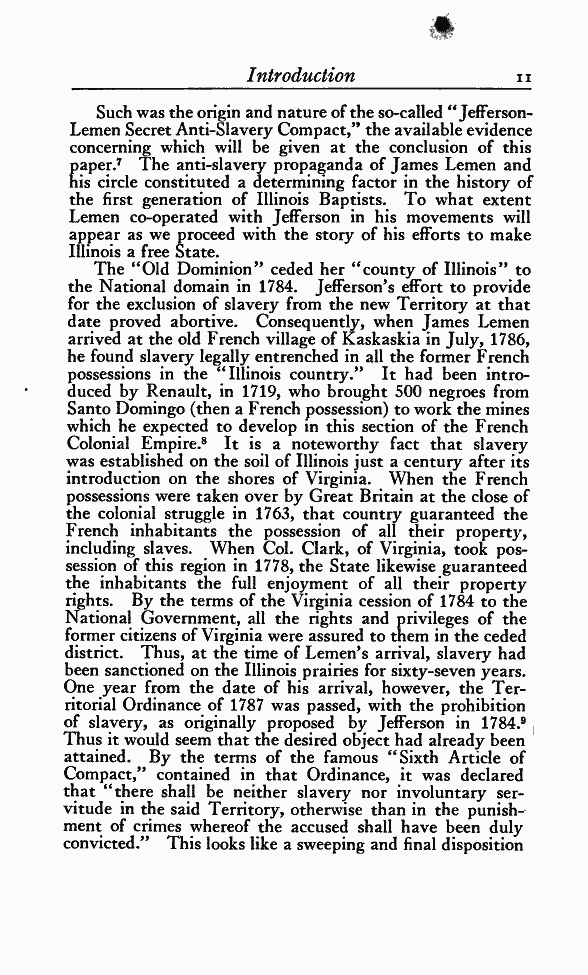 Introduction 11
Such was the origin and nature of the so-called “Jefferson-
Lemen Secret Anti-Slavery Compact,” the available evidence
concerning which will be given at the conclusion of this
paper.⁷ The anti-slavery propaganda of James Lemen and
his circle constituted a determining factor in the history of
the first generation of Illinois Baptists. To what extent
Lemen co-operated with Jefferson in his movements will
appear as we proceed with the story of his efforts to make
Illinois a free State.
The “Old Dominion” ceded her “county of Illinois” to
the National domain in 1784. Jefferson’s effort to provide
for the exclusion of slavery from the new Territory at that
date proved abortive. Consequently, when James Lemen
arrived at the old French village of Kaskaskia in July, 1786,
he found slavery legally entrenched in all the former French
possessions in the “Illinois country.” It had been intro-
duced by Renault, in 1719, who brought 500 negroes from
Santo Domingo (then a French possession) to work the mines
which he expected to develop in this section of the French
Colonial Empire.⁸ It is a noteworthy fact that slavery
was established on the soil of Illinois just a century after its
introduction on the shores of Virginia. When the French
possessions were taken over by Great Britain at the close of
the colonial struggle in 1763, that country guaranteed the
French inhabitants the possession of all their property,
including slaves. When Col. Clark, of Virginia, took pos-
session of this region in 1778, the State likewise guaranteed
the inhabitants the full enjoyment of all their property
rights. By the terms of the Virginia cession of 1784 to the
National Government, all the rights and privileges of the
former citizens of Virginia were assured to them in the ceded
district. Thus, at the time of Lemen’s arrival, slavery had
been sanctioned on the Illinois prairies for sixty-seven years.
One year from the date of his arrival, however, the Ter-
ritorial Ordinance of 1787 was passed, with the prohibition
of slavery, as originally proposed by Jefferson in 1784.⁹
Thus it would seem that the desired object had already been
attained. By the terms of the famous “Sixth Article of
Compact,” contained in that Ordinance, it was declared
that “there shall be neither slavery nor involuntary ser-
vitude in the said Territory, otherwise than in the punish-
ment of crimes whereof the accused shall have been duly
convicted.” This looks like a sweeping and final disposition